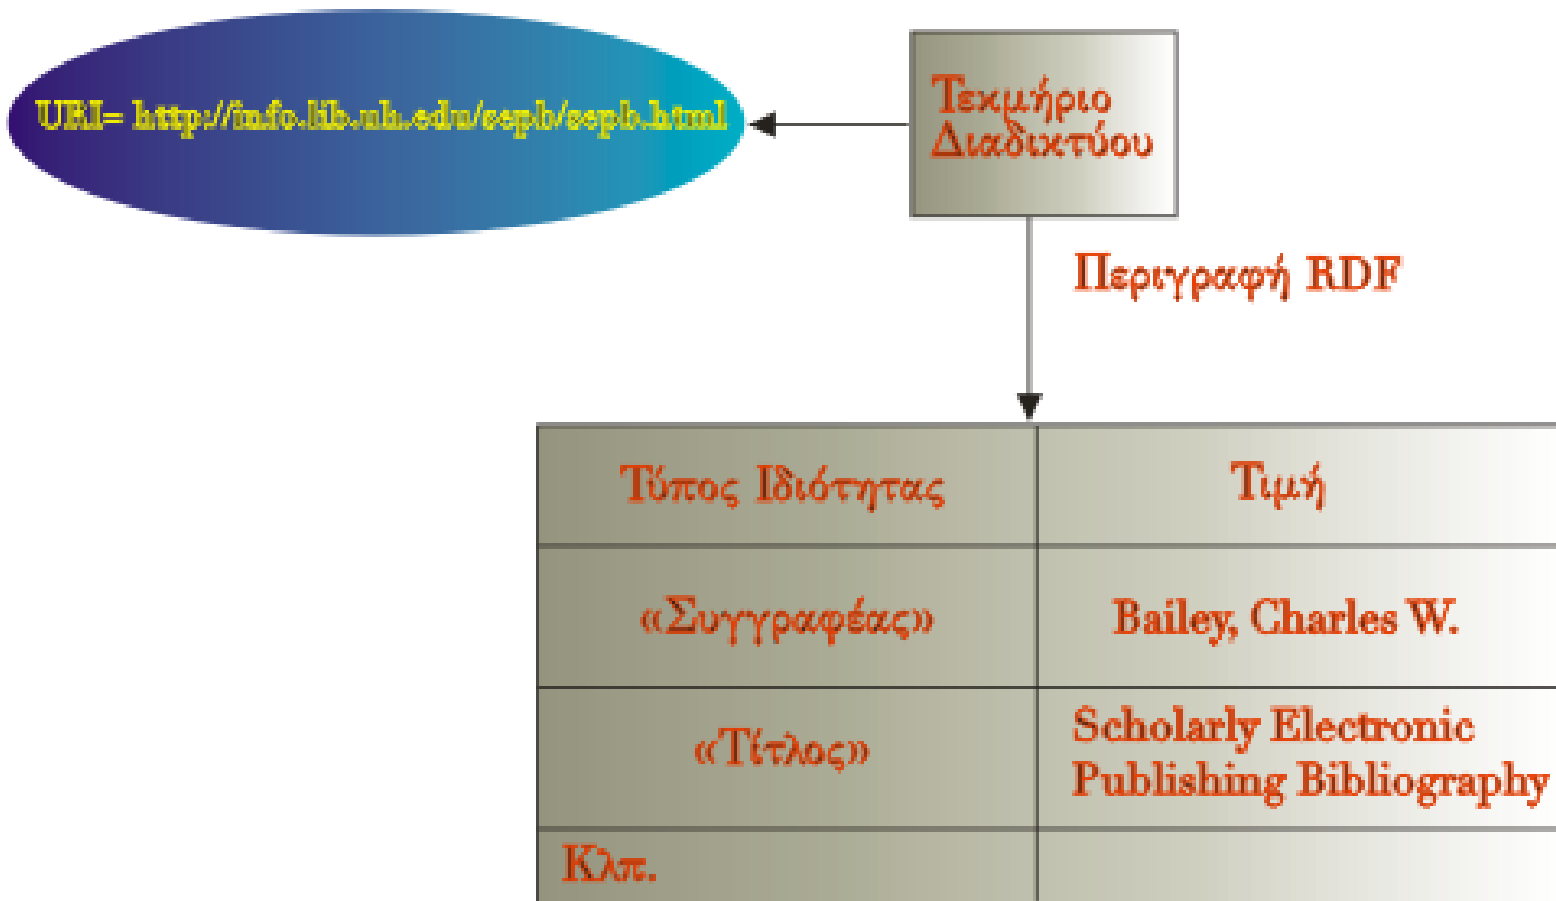 URI= http://info.lib.uh.edu/sepb/sepb.html
Τεκμήριο
Διαδικτύου
Περιγραφή RDF
Τύπος Ιδιότητας Τιμή
«Συγγραφέας» Bailey, Charles W.
«Τίτλος» Scholarly Electronic
Publishing Bibliography
Κλπ.